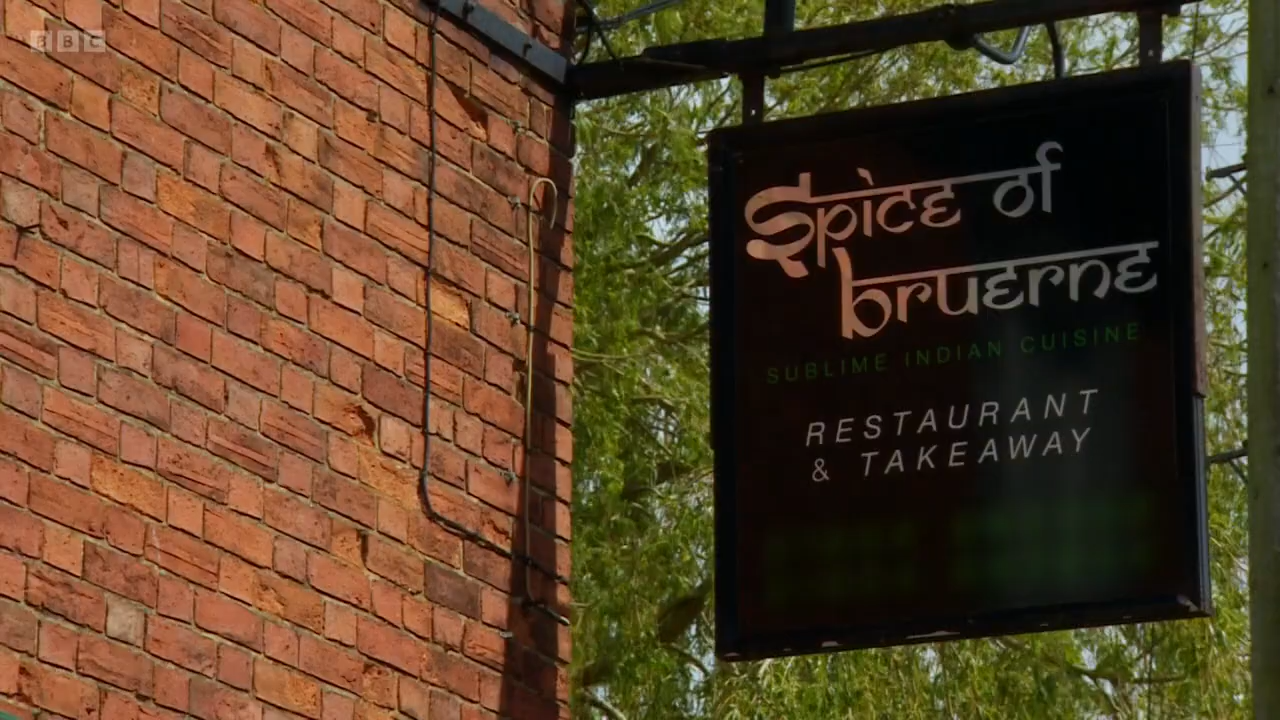 BBC
Spice of
bruerne
SUBLIME INDIAN CUISINE
RESTAURANT
& TAKEAWAY